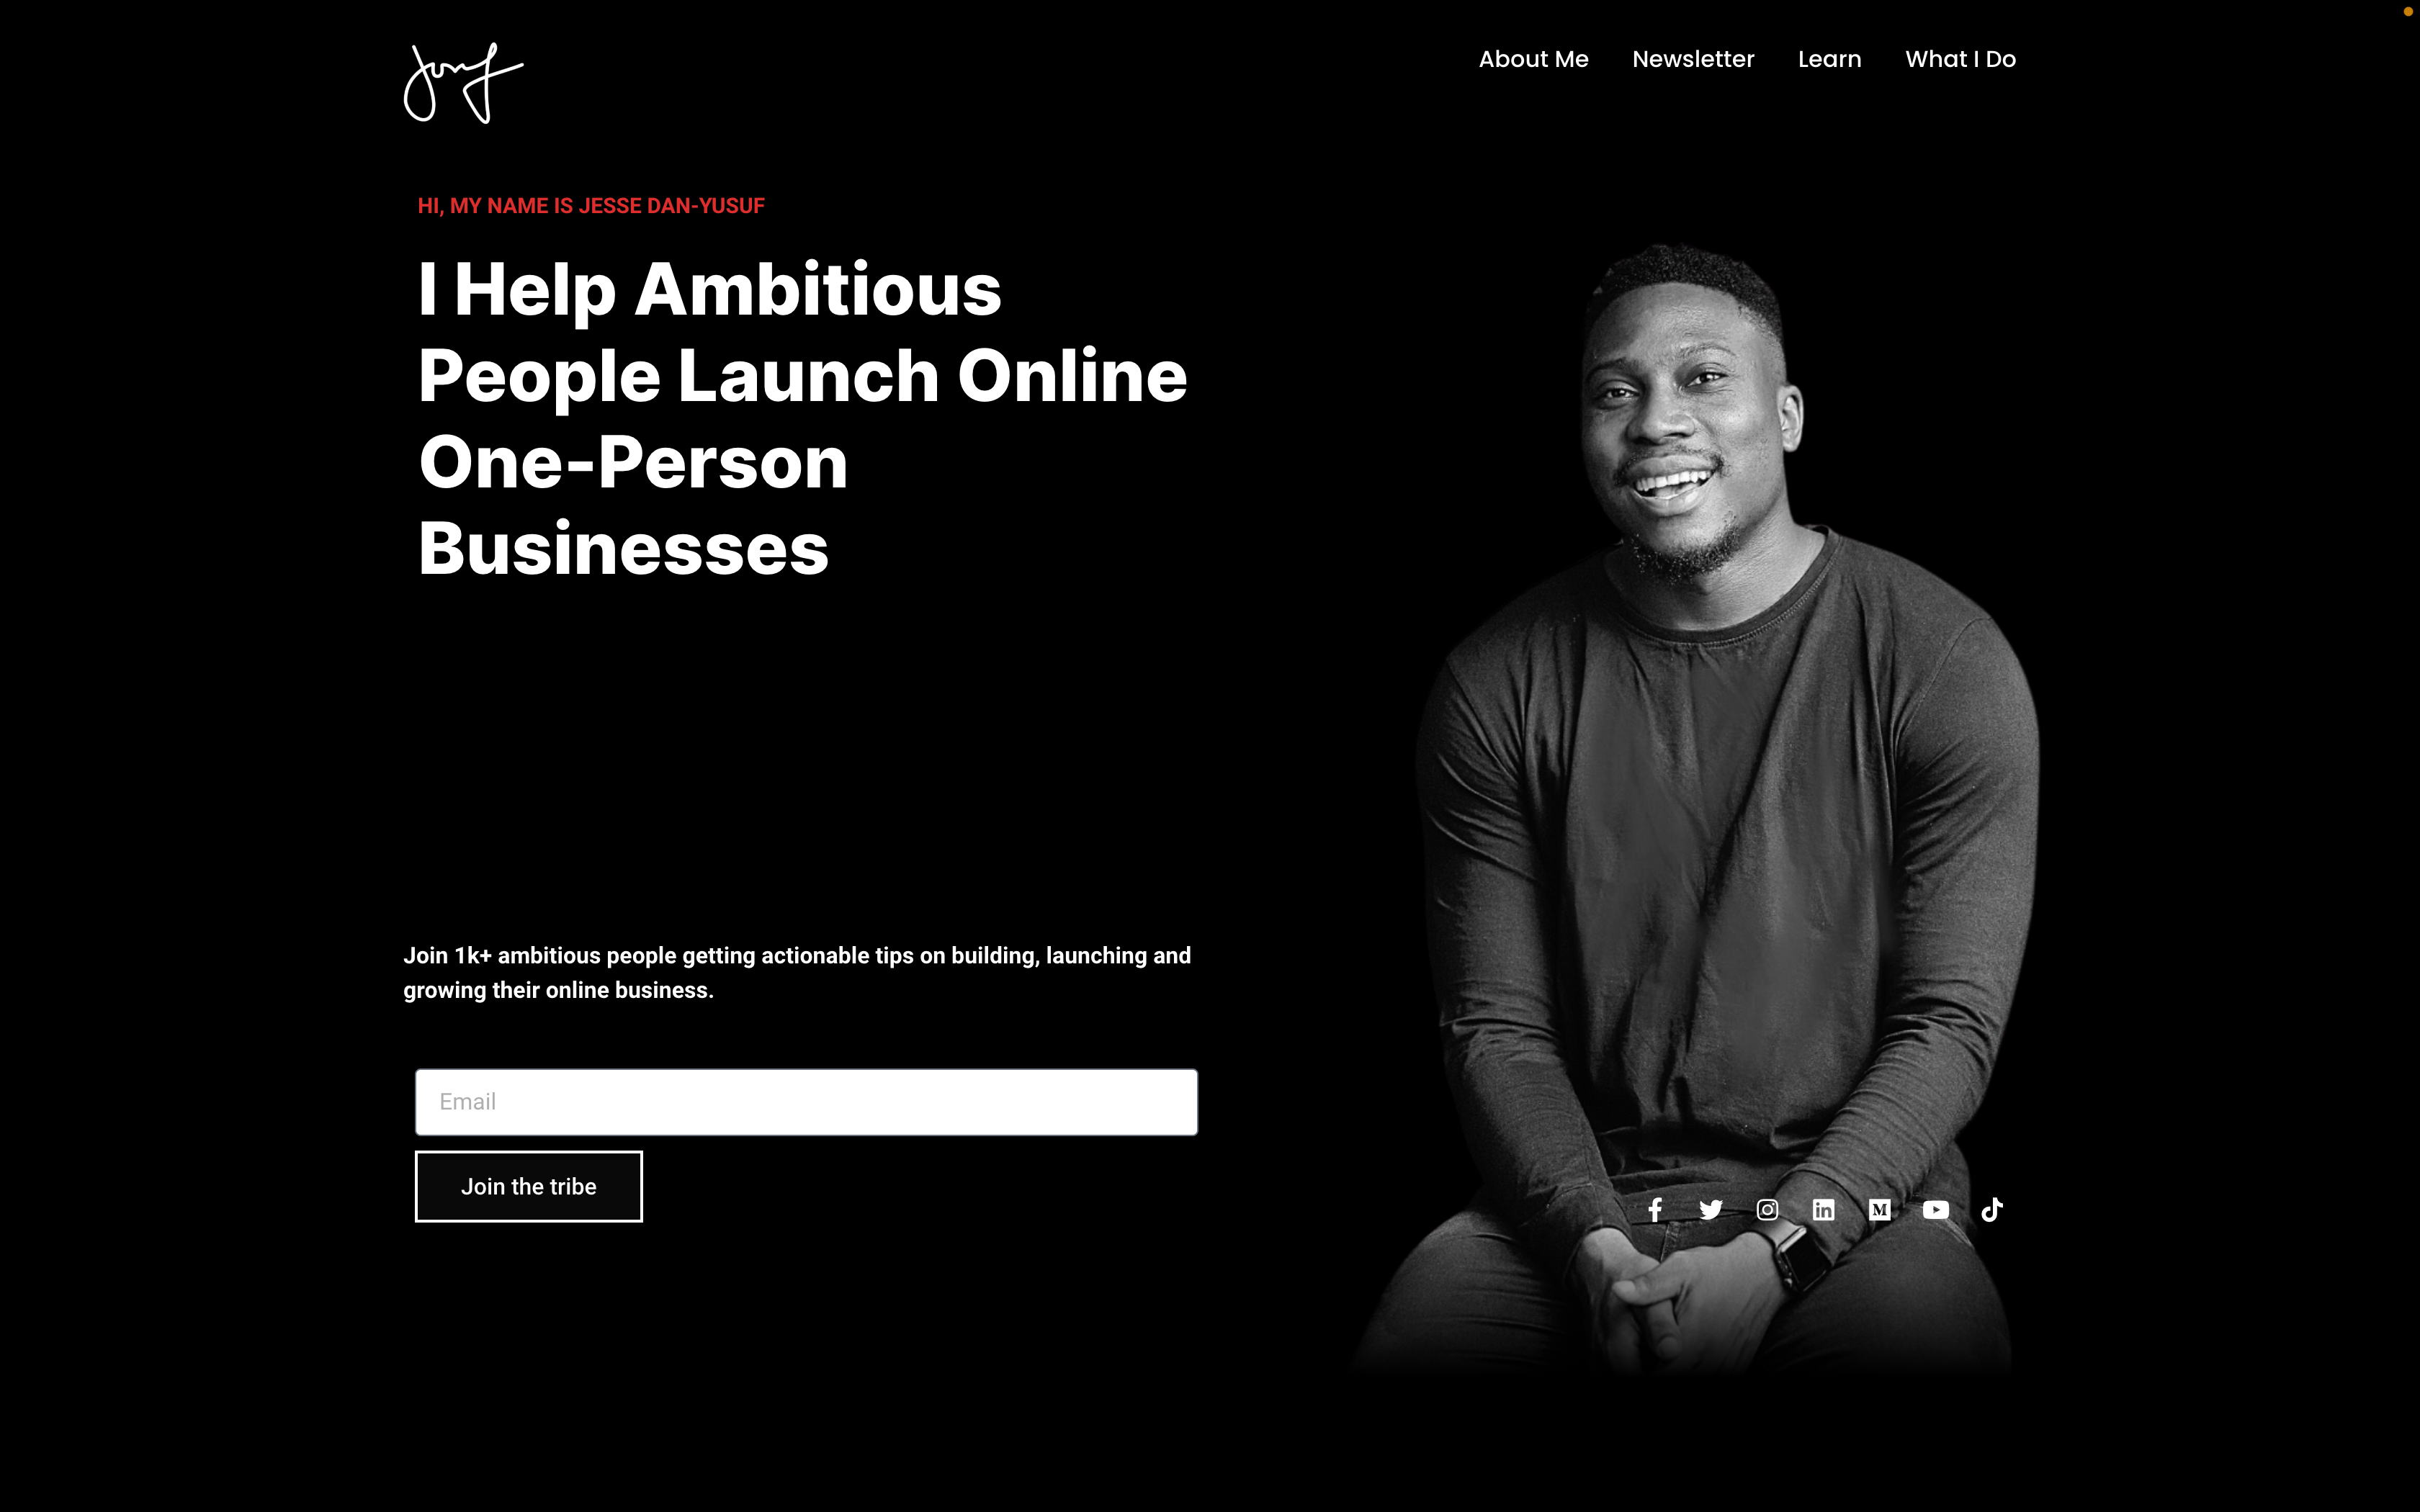 About Me Newsletter Learn What I Do
HI, MY NAME IS JESSE DAN-YUSUF
I Help Ambitious
People Launch Online
One-Person
Businesses
Join 1k+ ambitious people getting actionable tips on building, launching and
growing their online business.
Email
Join the tribe